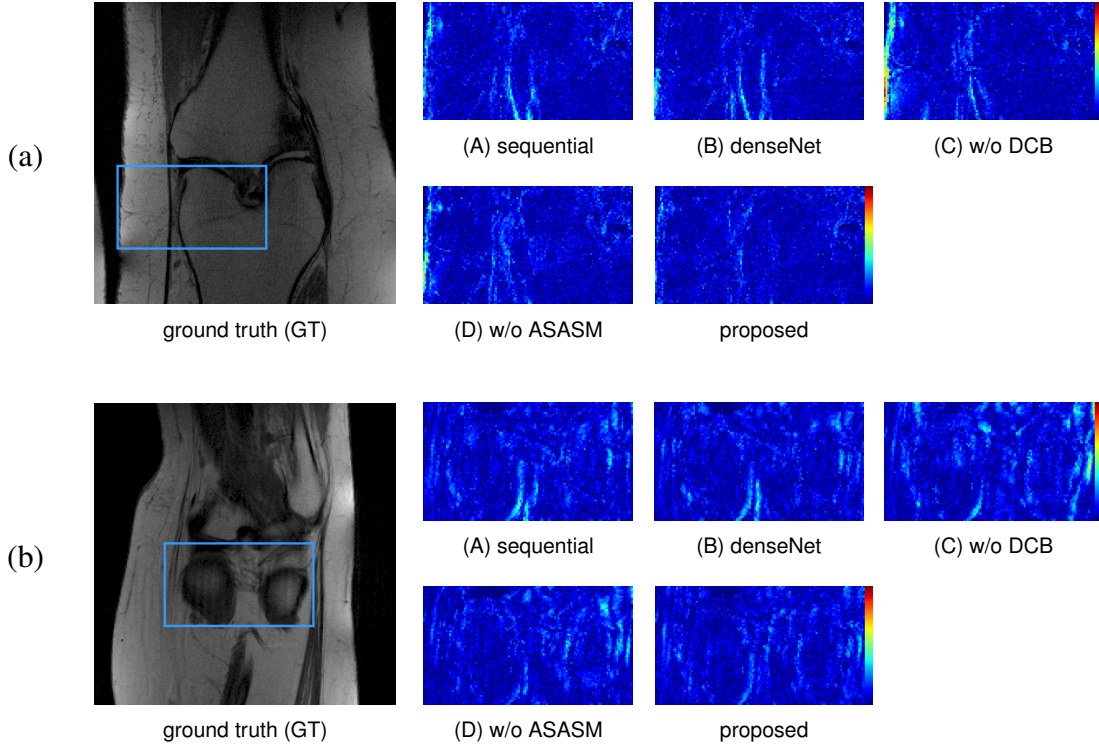 (a)
(A) sequential
(B) denseNet
(C) w/o DCB
ground truth (GT)
(D) w/o ASASM
proposed
(b)
(A) sequential
(B) denseNet
(C) w/o DCB
ground truth (GT)
(D) w/o ASASM
proposed